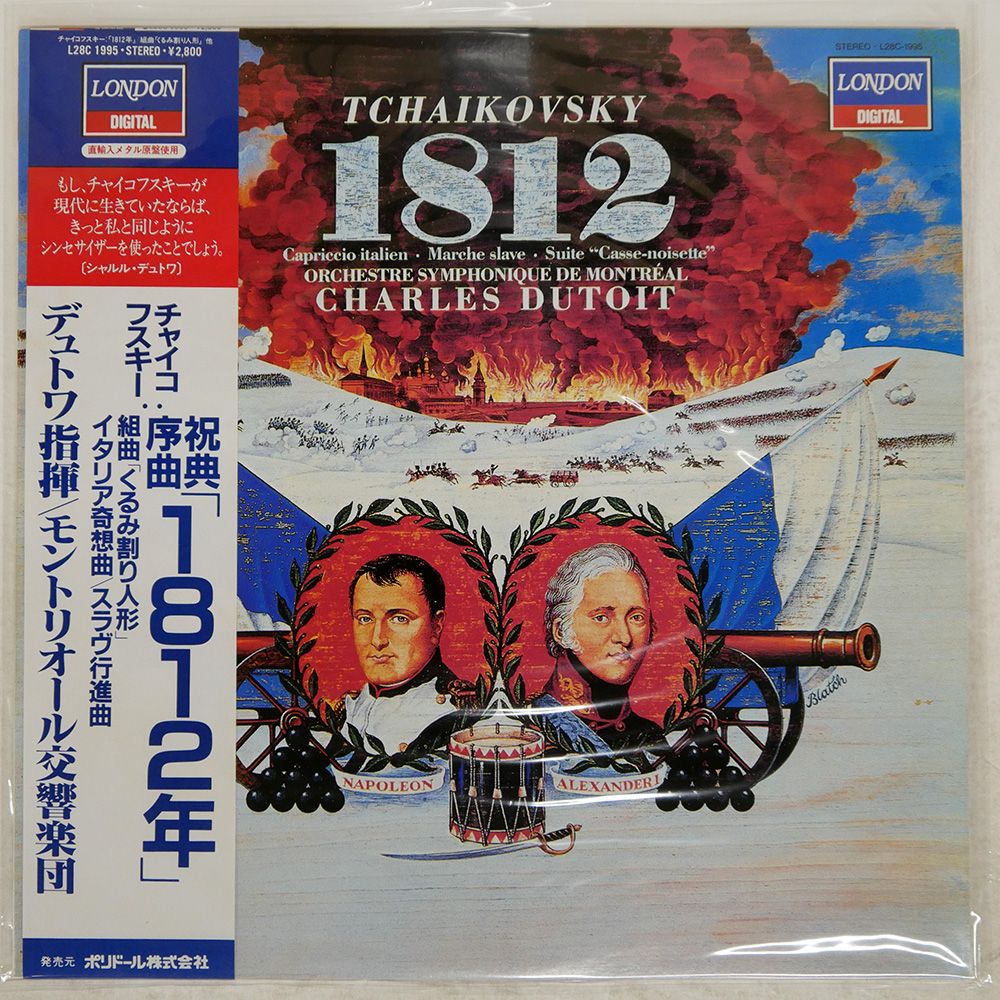 チャイコフスキー:「1812年」/組曲「くるみ割り人形」他
L28C 1995・STEREO・¥2,800
LONDON
DIGITAL
直輸入メタル原盤使用
もし、チャイコフスキーが
現代に生きていたならば、
きっと私と同じように
シンセサイザーを使ったことでしょう。
[シャルル・デュトワ]
チャイコ
フスキー:
祝典
序曲
「1812年」
組曲「くるみ割り人形」
イタリア奇想曲/スラヴ行進曲
デュトワ指揮/モントリオール交響楽団
発売元 ポリドール株式会社
STEREO・L28C-1995
LONDON
DIGITAL
TCHAIKOVSKY
1812
Capriccio italien · Marche slave · Suite “Casse-noisette”
ORCHESTRE SYMPHONIQUE DE MONTRÉAL
CHARLES DUTOIT
Blatch
NAPOLEON
ALEXANDER I